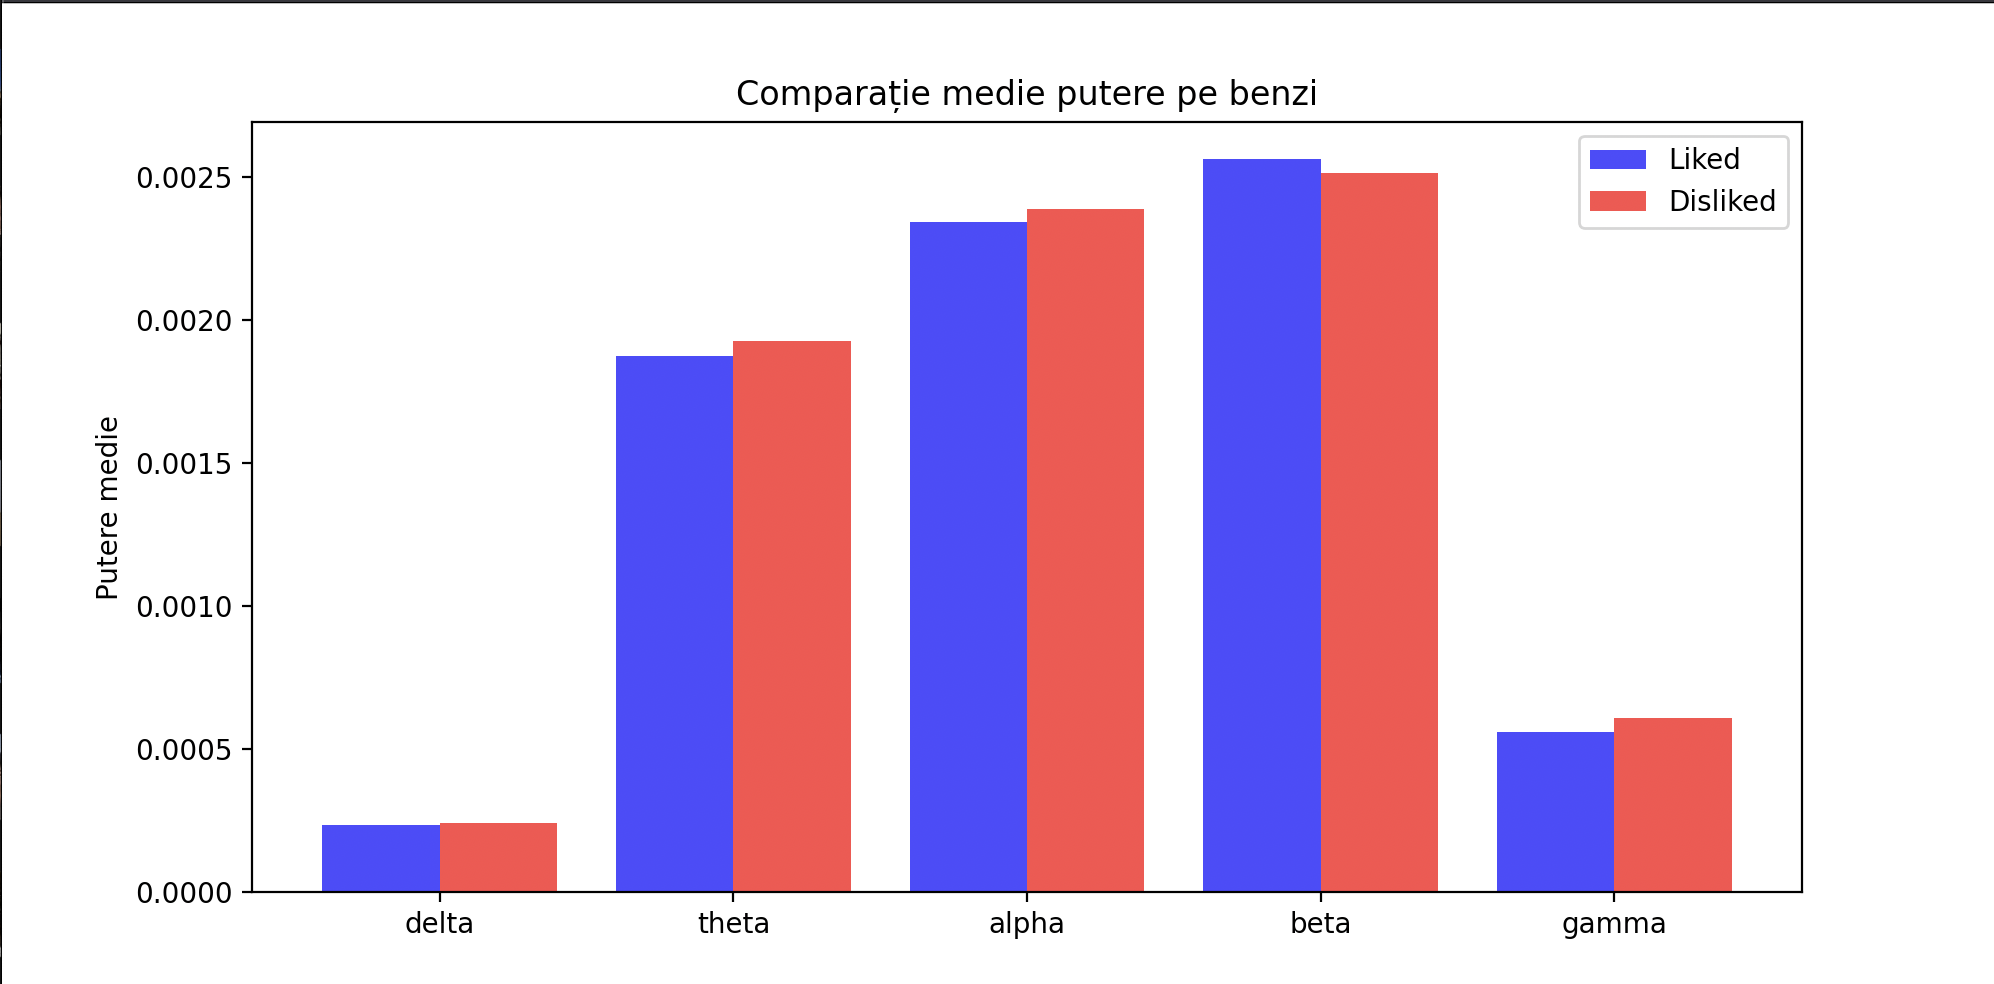 Comparație medie putere pe benzi
Liked
Disliked
Putere medie
0.0025
0.0020
0.0015
0.0010
0.0005
0.0000
delta theta alpha beta gamma